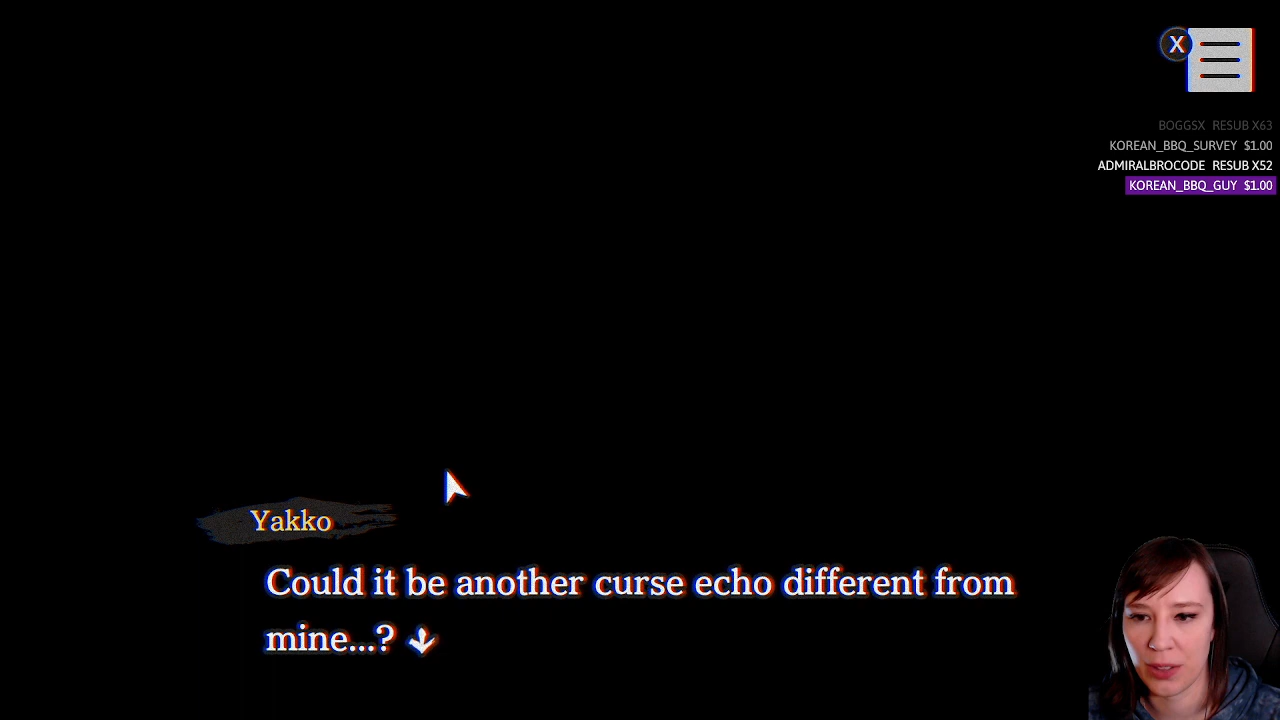 X
BOGGSX RESUB X63
KOREAN_BBQ_SURVEY $1.00
ADMIRALBROCODE RESUB X52
KOREAN_BBQ_GUY $1.00
Yakko
Could it be another curse echo different from
mine...?